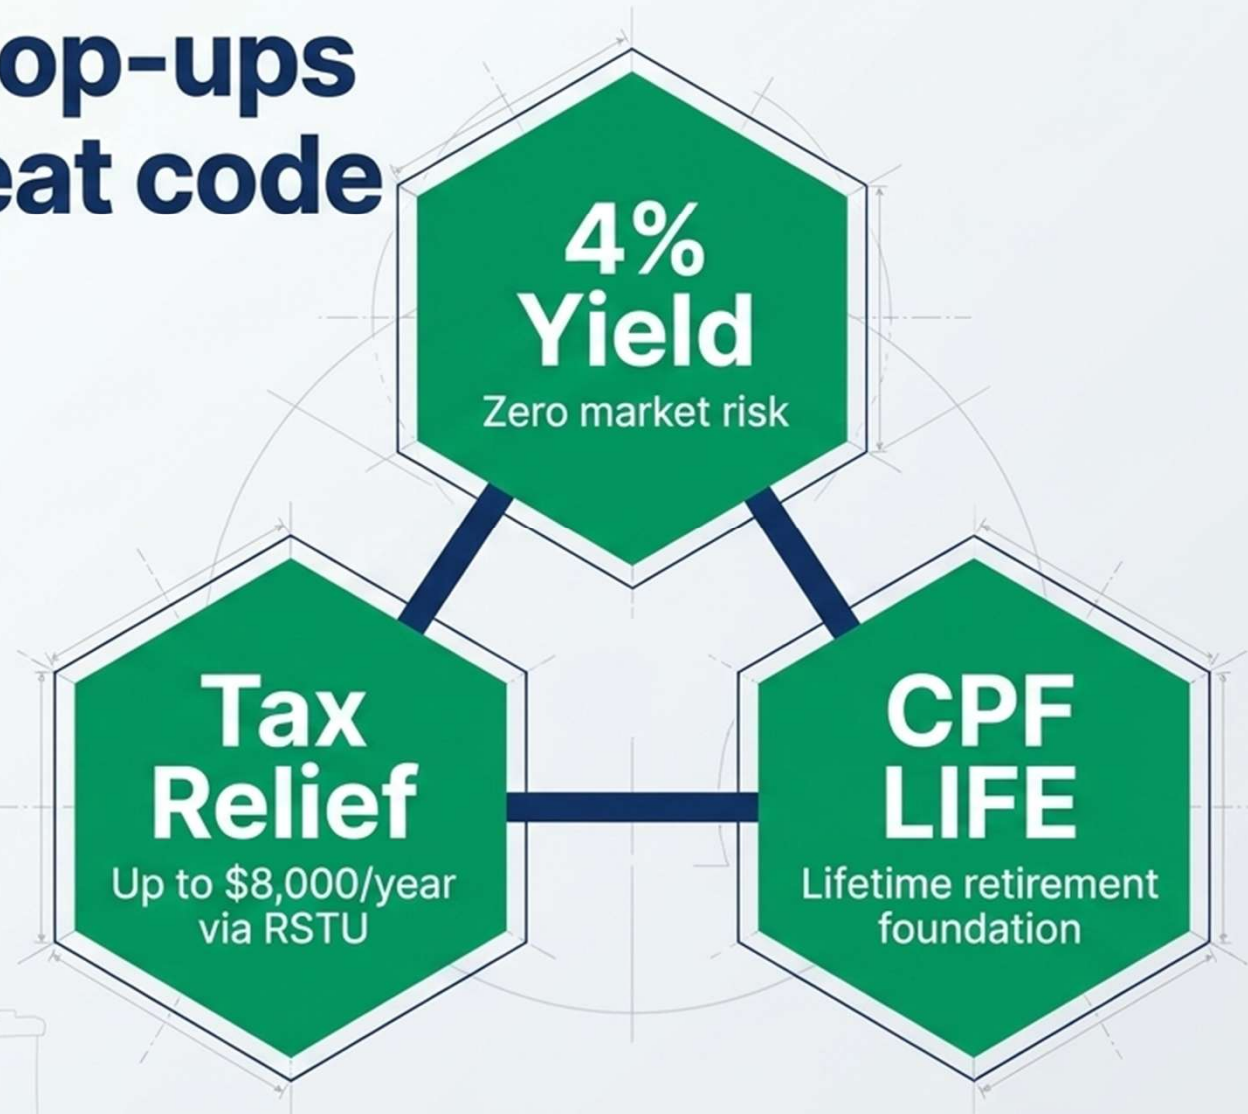 op-ups
eat code
4%
Yield
Zero market risk
Tax
Relief
Up to $8,000/year
via RSTU
CPF
LIFE
Lifetime retirement
foundation